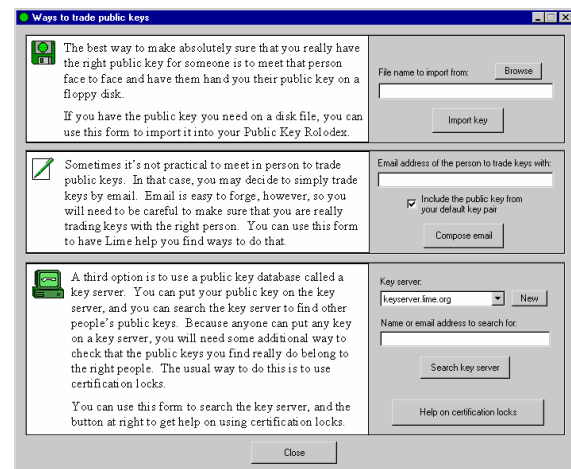 Ways to trade public keys
The best way to make absolutely sure that you really have
the right public key for someone is to meet that person
face to face and have them hand you their public key on a
floppy disk.
If you have the public key you need on a disk file, you can
use this form to import it into your Public Key Rolodex.
File name to import from:
Browse
Import key
Sometimes it's not practical to meet in person to trade
public keys. In that case, you may decide to simply trade
keys by email. Email is easy to forge, however, so you
will need to be careful to make sure that you are really
trading keys with the right person. You can use this form
to have Lime help you find ways to do that.
Email address of the person to trade keys with:
Include the public key from
your default key pair
Compose email
A third option is to use a public key database called a
key server. You can put your public key on the key
server, and you can search the key server to find other
people's public keys. Because anyone can put any key
on a key server, you will need some additional way to
check that the public keys you find really do belong to
the right people. The usual way to do this is to use
certification locks.
You can use this form to search the key server, and the
button at right to get help on using certification locks.
Key server:
keyserver.lime.org
New
Name or email address to search for:
Search key server
Help on certification locks
Close